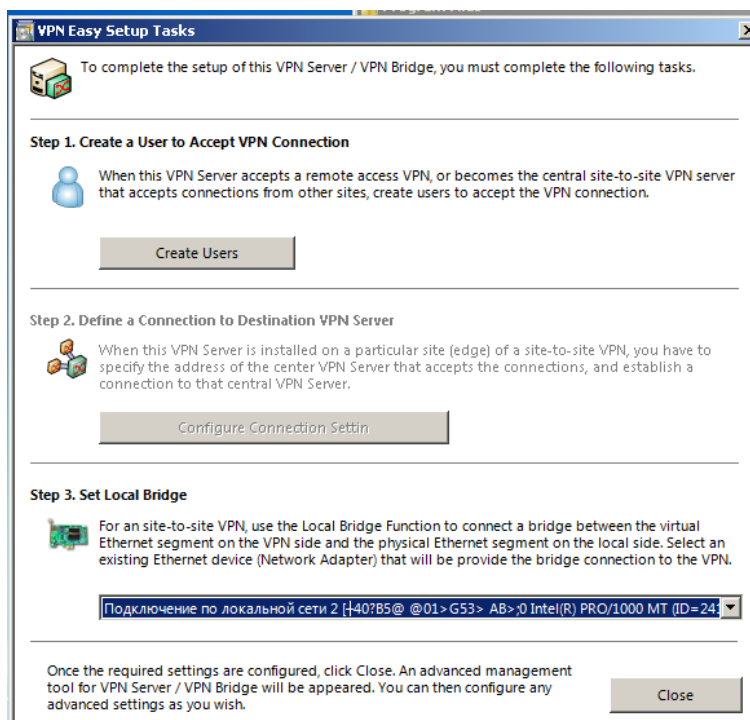 VPN Easy Setup Tasks
To complete the setup of this VPN Server / VPN Bridge, you must complete the following tasks.
Step 1. Create a User to Accept VPN Connection
When this VPN Server accepts a remote access VPN, or becomes the central site-to-site VPN server
that accepts connections from other sites, create users to accept the VPN connection.
Create Users
Step 2. Define a Connection to Destination VPN Server
When this VPN Server is installed on a particular site (edge) of a site-to-site VPN, you have to
specify the address of the center VPN Server that accepts the connections, and establish a
connection to that central VPN Server.
Configure Connection Settin
Step 3. Set Local Bridge
For an site-to-site VPN, use the Local Bridge Function to connect a bridge between the virtual
Ethernet segment on the VPN side and the physical Ethernet segment on the local side. Select an
existing Ethernet device (Network Adapter) that will be provide the bridge connection to the VPN.
Подключение по локальной сети 2 [┤40?B5@ @01>G53> AB>;0 Intel(R) PRO/1000 MT (ID=241
Once the required settings are configured, click Close. An advanced management
tool for VPN Server / VPN Bridge will be appeared. You can then configure any
advanced settings as you wish.
Close